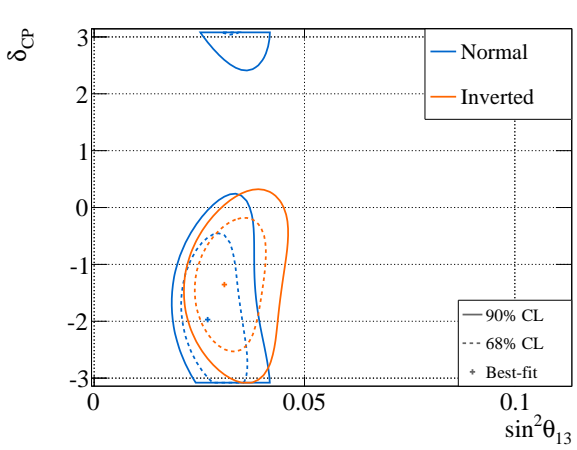 δCP
3
2
1
0
-1
-2
-3
0
0.05
0.1
sin²θ₁₃
Normal
Inverted
90% CL
68% CL
Best-fit